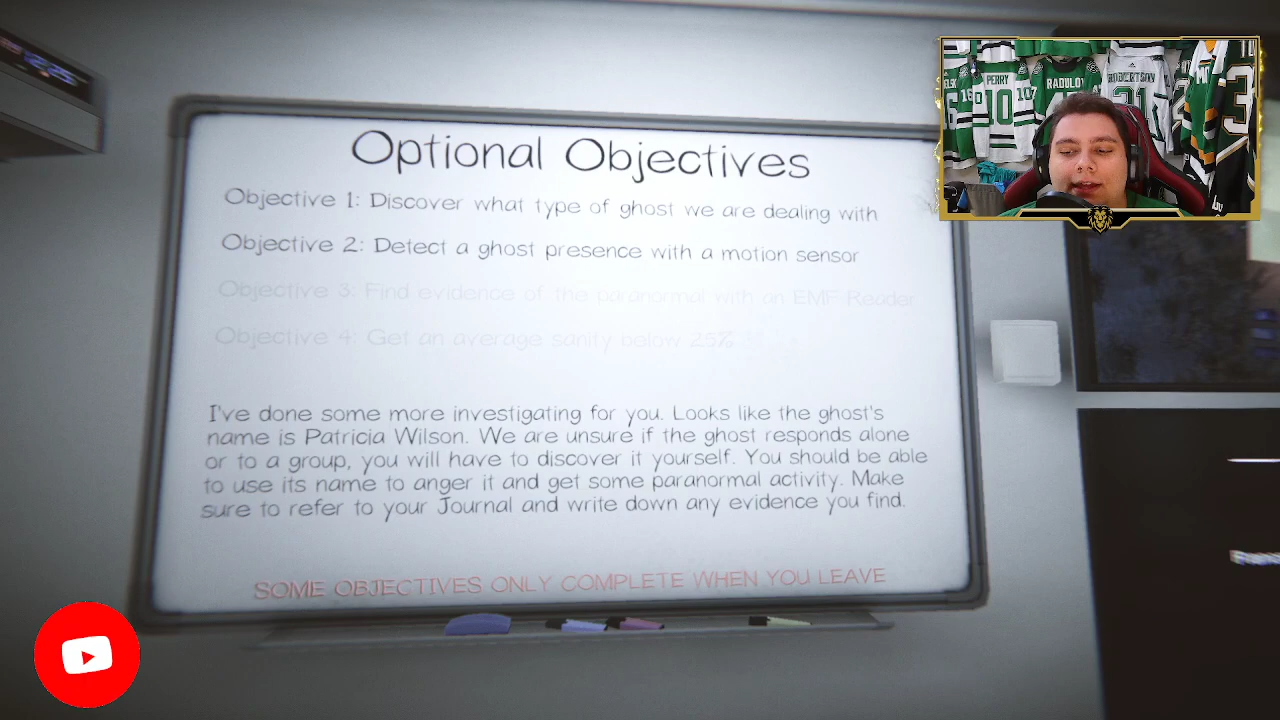 Optional Objectives
Objective 1: Discover what type of ghost we are dealing with
Objective 2: Detect a ghost presence with a motion sensor
Objective 3: Find evidence of the paranormal with an EMF Reader
Objective 4: Get an average sanity below 25%
I've done some more investigating for you. Looks like the ghost's
name is Patricia Wilson. We are unsure if the ghost responds alone
or to a group, you will have to discover it yourself. You should be able
to use its name to anger it and get some paranormal activity. Make
sure to refer to your Journal and write down any evidence you find.
SOME OBJECTIVES ONLY COMPLETE WHEN YOU LEAVE
PERRY
10
RADULOV